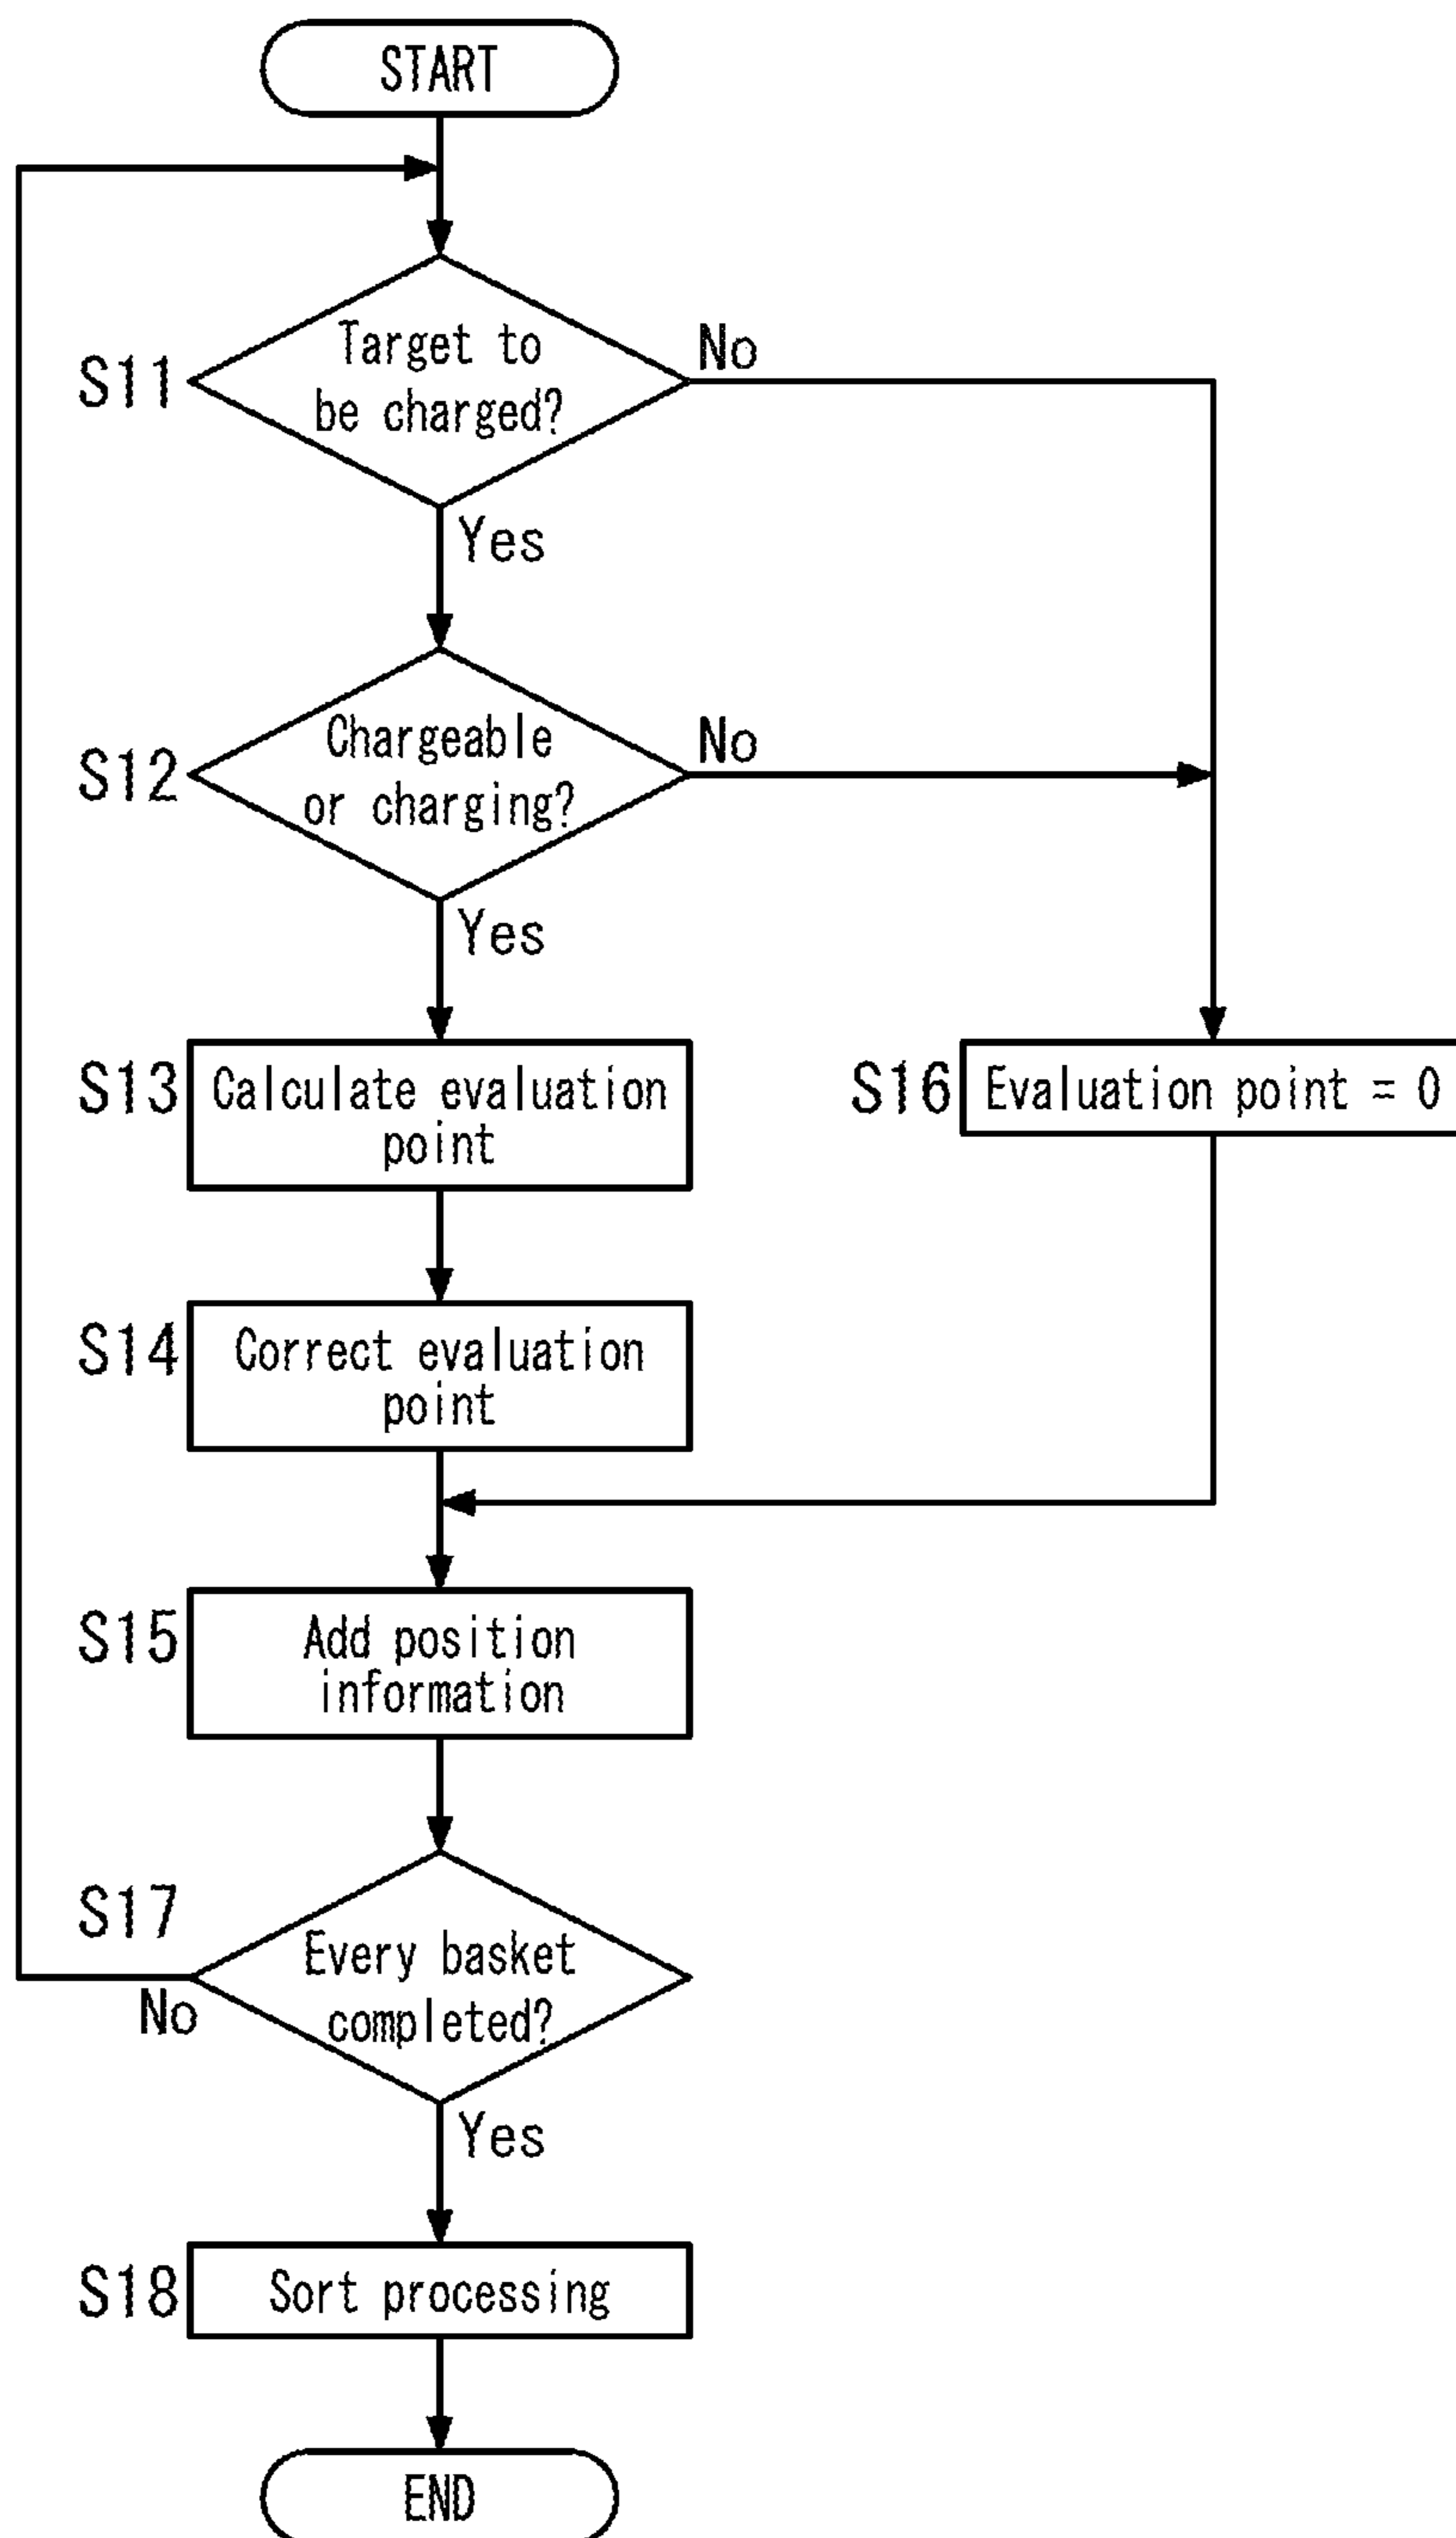 START
Target to
be charged?
S11
No
Yes
Chargeable
or charging?
S12
No
Yes
S13
Calculate evaluation
point
S16
Evaluation point = 0
S14
Correct evaluation
point
S15
Add position
information
S17
Every basket
completed?
No
Yes
S18
Sort processing
END